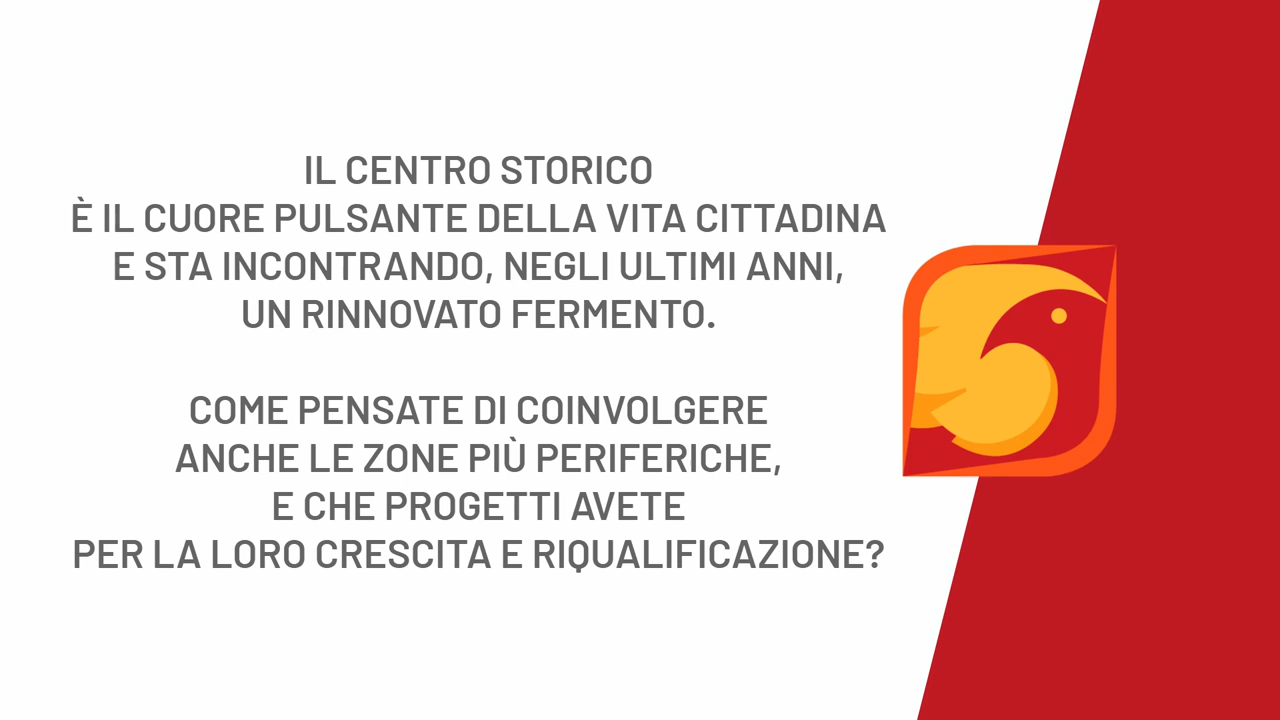 IL CENTRO STORICO
È IL CUORE PULSANTE DELLA VITA CITTADINA
E STA INCONTRANDO, NEGLI ULTIMI ANNI,
UN RINNOVATO FERMENTO.
COME PENSATE DI COINVOLGERE
ANCHE LE ZONE PIÙ PERIFERICHE,
E CHE PROGETTI AVETE
PER LA LORO CRESCITA E RIQUALIFICAZIONE?